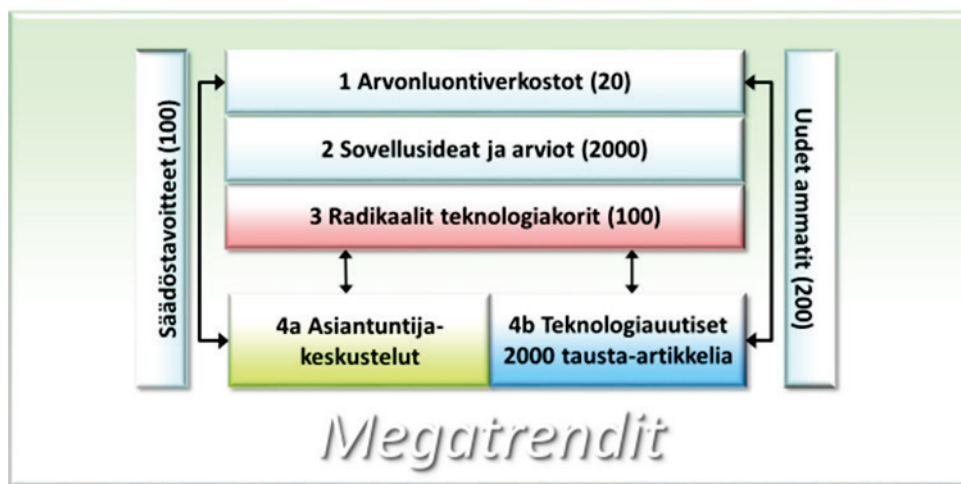 Säädöstavoitteet (100)
1 Arvonluontiverkostot (20)
2 Sovellusideat ja arviot (2000)
3 Radikaalit teknologiakorit (100)
4a Asiantuntija-
keskustelut
4b Teknologiauutiset
2000 tausta-artikkelia
Uudet ammatit (200)
Megatrendit